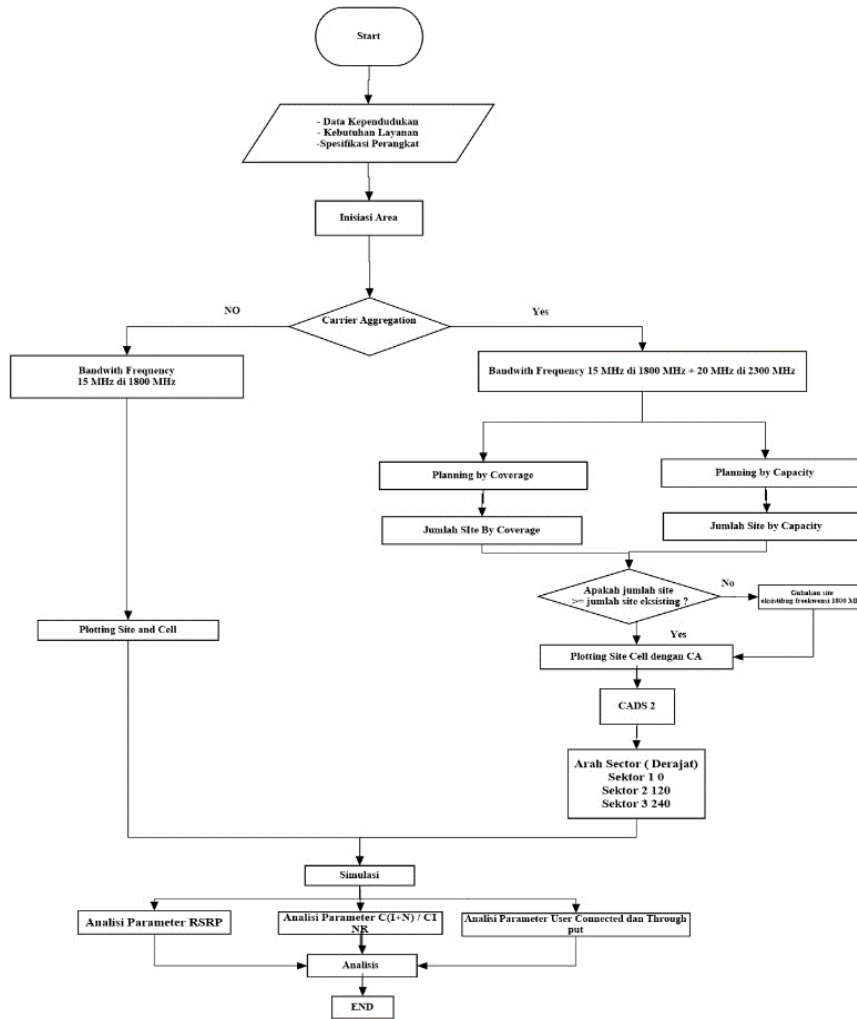 Start
- Data Kependudukan
- Kebutuhan Layanan
-Spesifikasi Perangkat
Inisiasi Area
NO
Carrier Aggregation
Yes
Bandwith Frequency
15 MHz di 1800 MHz
Bandwith Frequency 15 MHz di 1800 MHz + 20 MHz di 2300 MHz
Planning by Coverage
Planning by Capacity
Jumlah SIte By Coverage
Jumlah Site by Capacity
Apakah jumlah site
>= jumlah site eksisting ?
No
site
1800
Yes
Plotting Site and Cell
Plotting Site Cell dengan CA
CADS 2
Arah Sector ( Derajat)
Sektor 1 0
Sektor 2 120
Sektor 3 240
Simulasi
Analisi Parameter RSRP
Analisi Parameter C(I+N) / CI
NR
Analisi Parameter User Connected dan Through
put
Analisis
END